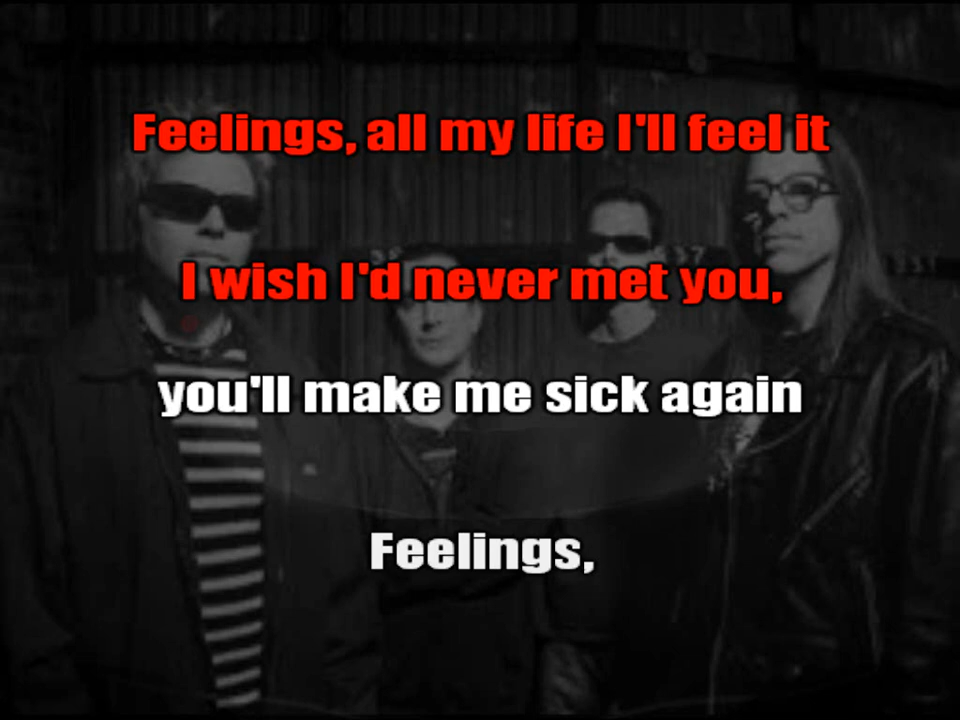 Feelings, all my life I'll feel it
I wish I'd never met you,
you'll make me sick again
Feelings,